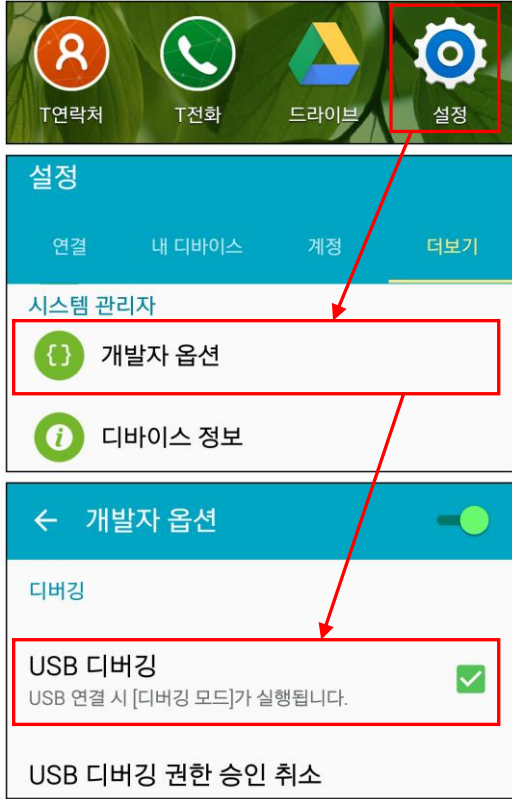 T연락처 T전화 드라이브 설정
설정
연결 내 디바이스 계정 더보기
시스템 관리자
{} 개발자 옵션
i 디바이스 정보
← 개발자 옵션
디버깅
USB 디버깅
USB 연결 시 [디버깅 모드]가 실행됩니다.
USB 디버깅 권한 승인 취소